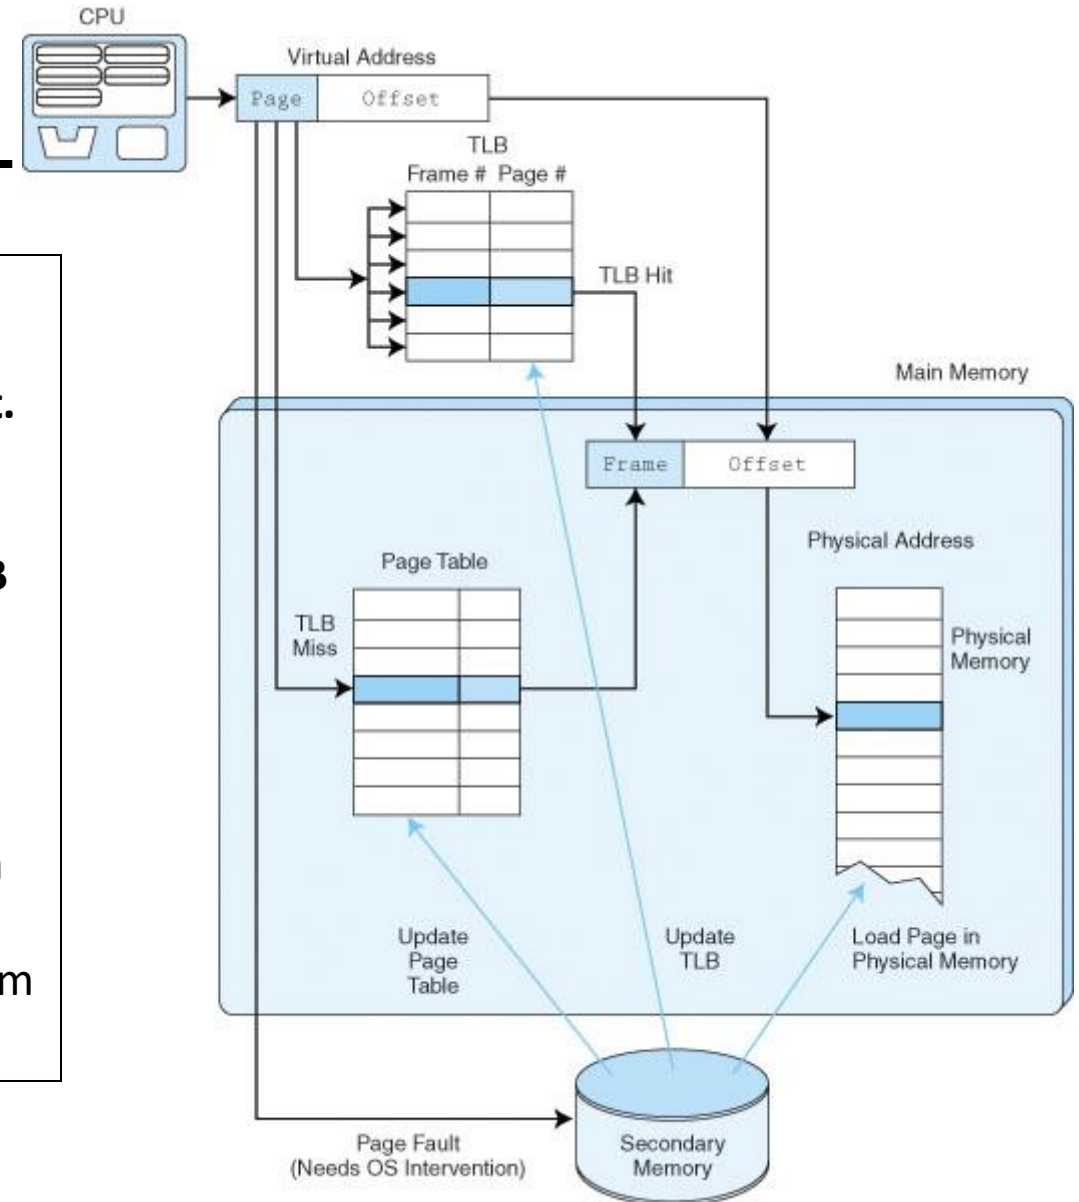 CPU
Virtual Address
Page Offset
TLB
Frame # Page #
TLB Hit
Main Memory
Frame Offset
Physical Address
Page Table
TLB
Miss
Physical
Memory
Update
Page
Table
Update
TLB
Load Page in
Physical Memory
Page Fault
(Needs OS Intervention)
Secondary
Memory